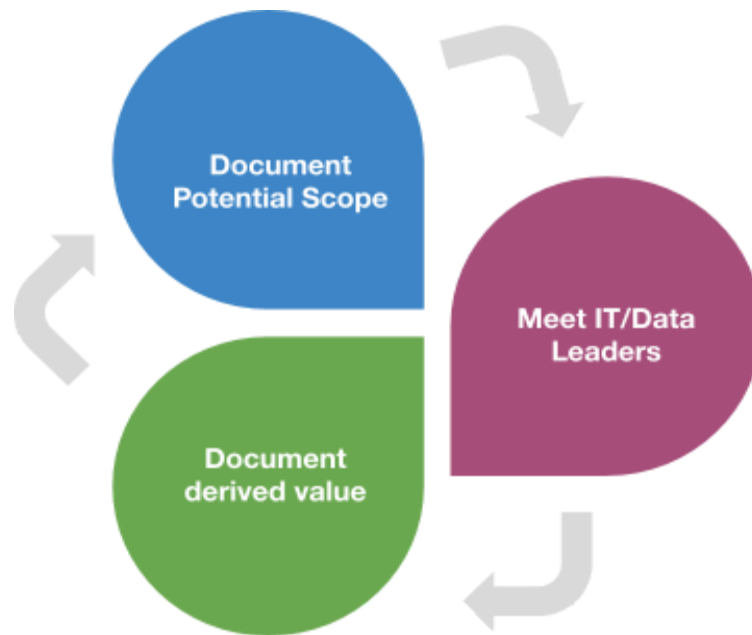 Document
Potential Scope
Meet IT/Data
Leaders
Document
derived value